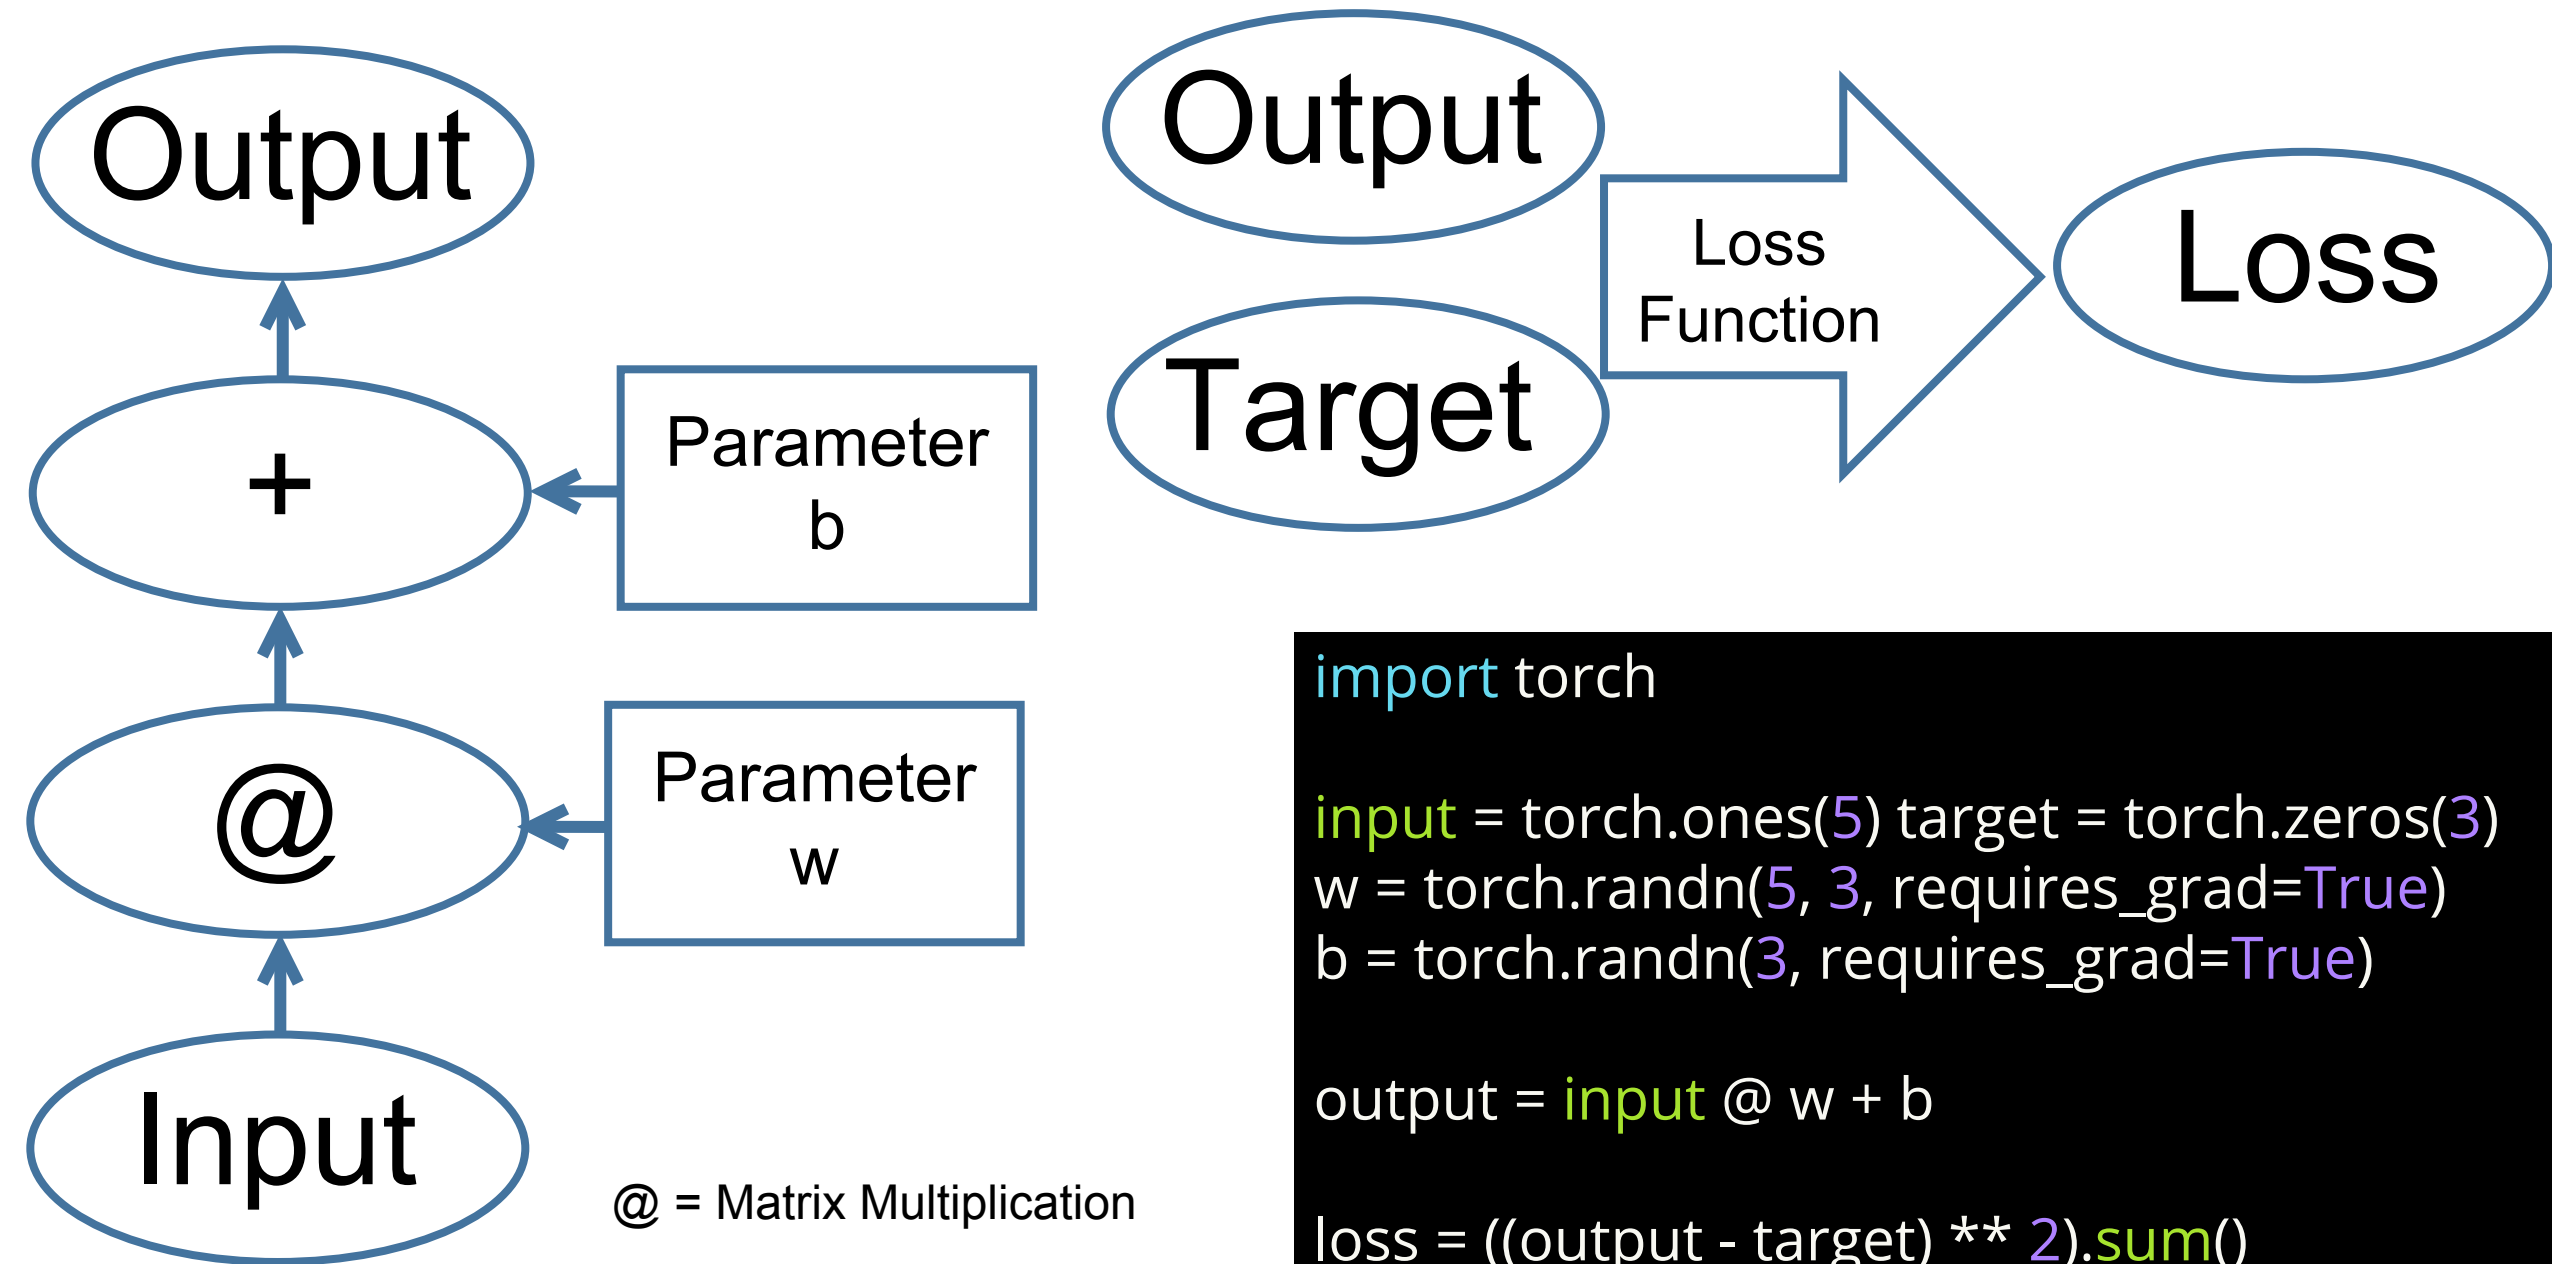 Output
+
Parameter
b
@
Parameter
w
Input
@ = Matrix Multiplication
Output
Target
Loss
Function
Loss
import torch
input = torch.ones(5) target = torch.zeros(3)
w = torch.randn(5, 3, requires_grad=True)
b = torch.randn(3, requires_grad=True)
output = input @ w + b
loss = ((output - target) ** 2).sum()